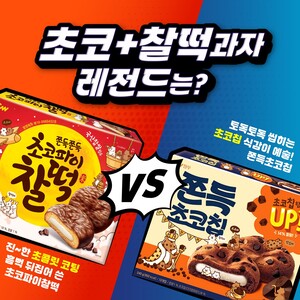 초코+찰떡과자
레전드는?
쫀득쫀득
초코파이
찰떡
VS
토독토독 씹히는
초코칩 식감이 예술!
쫀득초코칩
쫀득
초코칩
UP!
진~한 초콜릿 코팅
흠뻑 뒤집어 쓴
초코파이찰떡